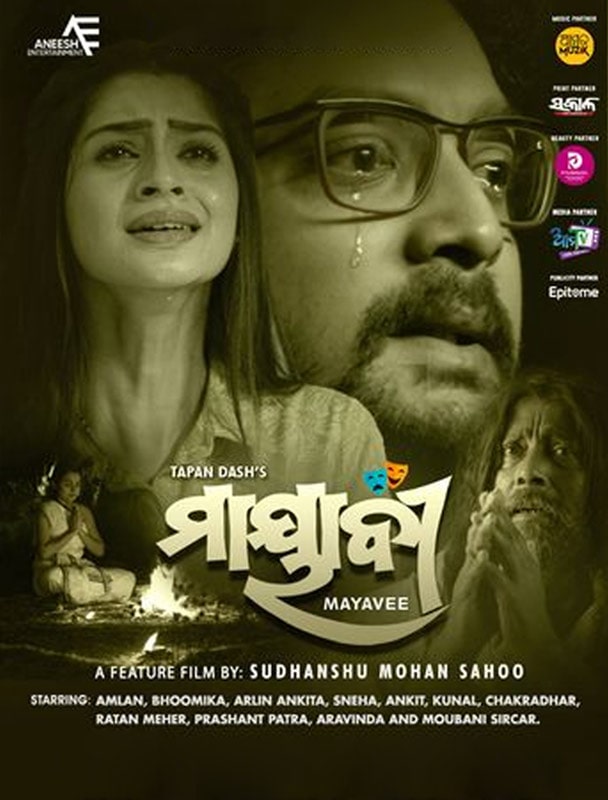 ANEESH
ENTERTAINMENT
MUSIC PARTNER
MUZIK
PRINT PARTNER
ସକାଳ
BEAUTY PARTNER
MEDIA PARTNER
PUBLICITY PARTNER
Epitome
TAPAN DASH'S
ମାୟାବୀ
MAYAVEE
A FEATURE FILM BY: SUDHANSHU MOHAN SAHOO
STARRING: AMLAN, BHOOMIKA, ARLIN ANKITA, SNEHA, ANKIT, KUNAL, CHAKRADHAR,
RATAN MEHER, PRASHANT PATRA, ARAVINDA AND MOUBANI SIRCAR.